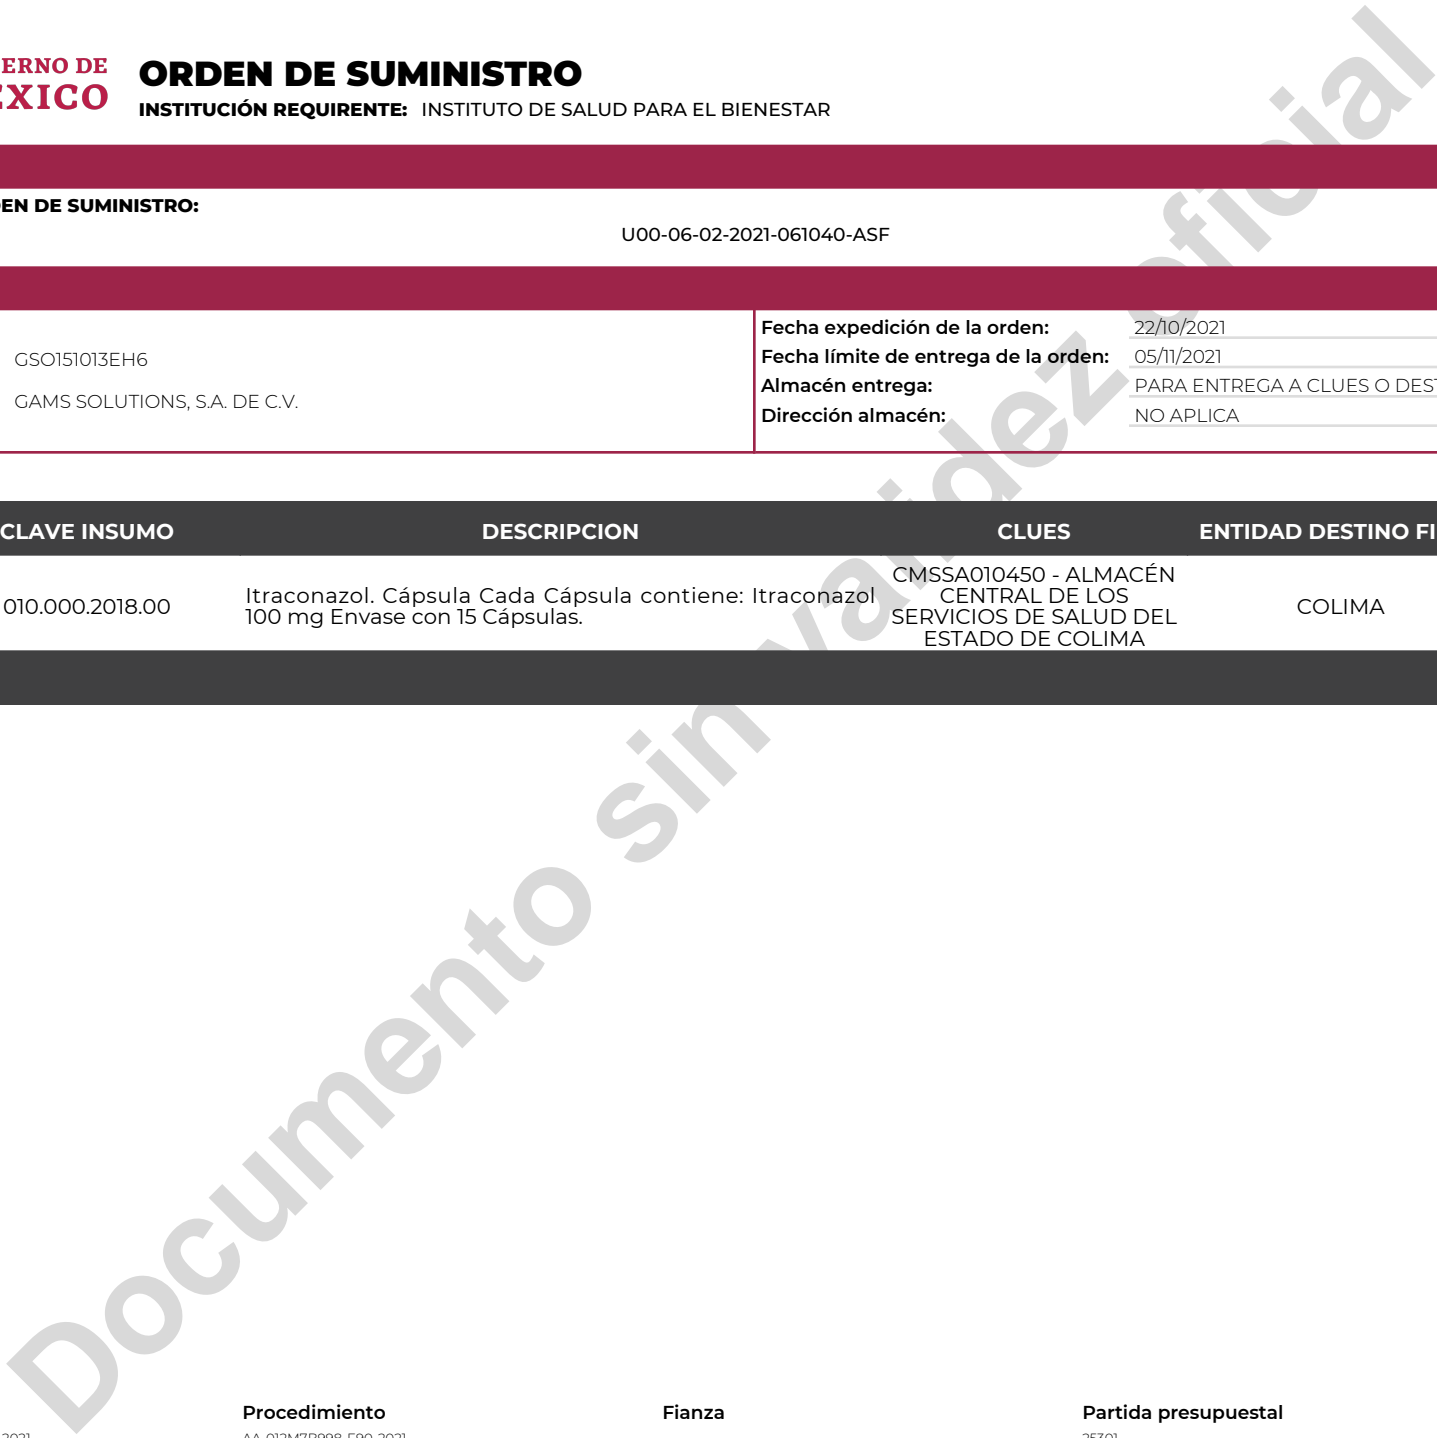 ERNO DE
ÉXICO
ORDEN DE SUMINISTRO
INSTITUCIÓN REQUIRENTE: INSTITUTO DE SALUD PARA EL BIENESTAR
EN DE SUMINISTRO:
U00-06-02-2021-061040-ASF
GSO151013EH6
GAMS SOLUTIONS, S.A. DE C.V.
Fecha expedición de la orden: 22/10/2021
Fecha límite de entrega de la orden: 05/11/2021
Almacén entrega: PARA ENTREGA A CLUES O DEST
Dirección almacén: NO APLICA
CLAVE INSUMO DESCRIPCION CLUES ENTIDAD DESTINO FI
010.000.2018.00
Itraconazol. Cápsula Cada Cápsula contiene: Itraconazol
100 mg Envase con 15 Cápsulas.
CMSSA010450 - ALMACÉN
CENTRAL DE LOS
SERVICIOS DE SALUD DEL
ESTADO DE COLIMA
COLIMA
Documento sin validez oficial
Procedimiento Fianza Partida presupuestal